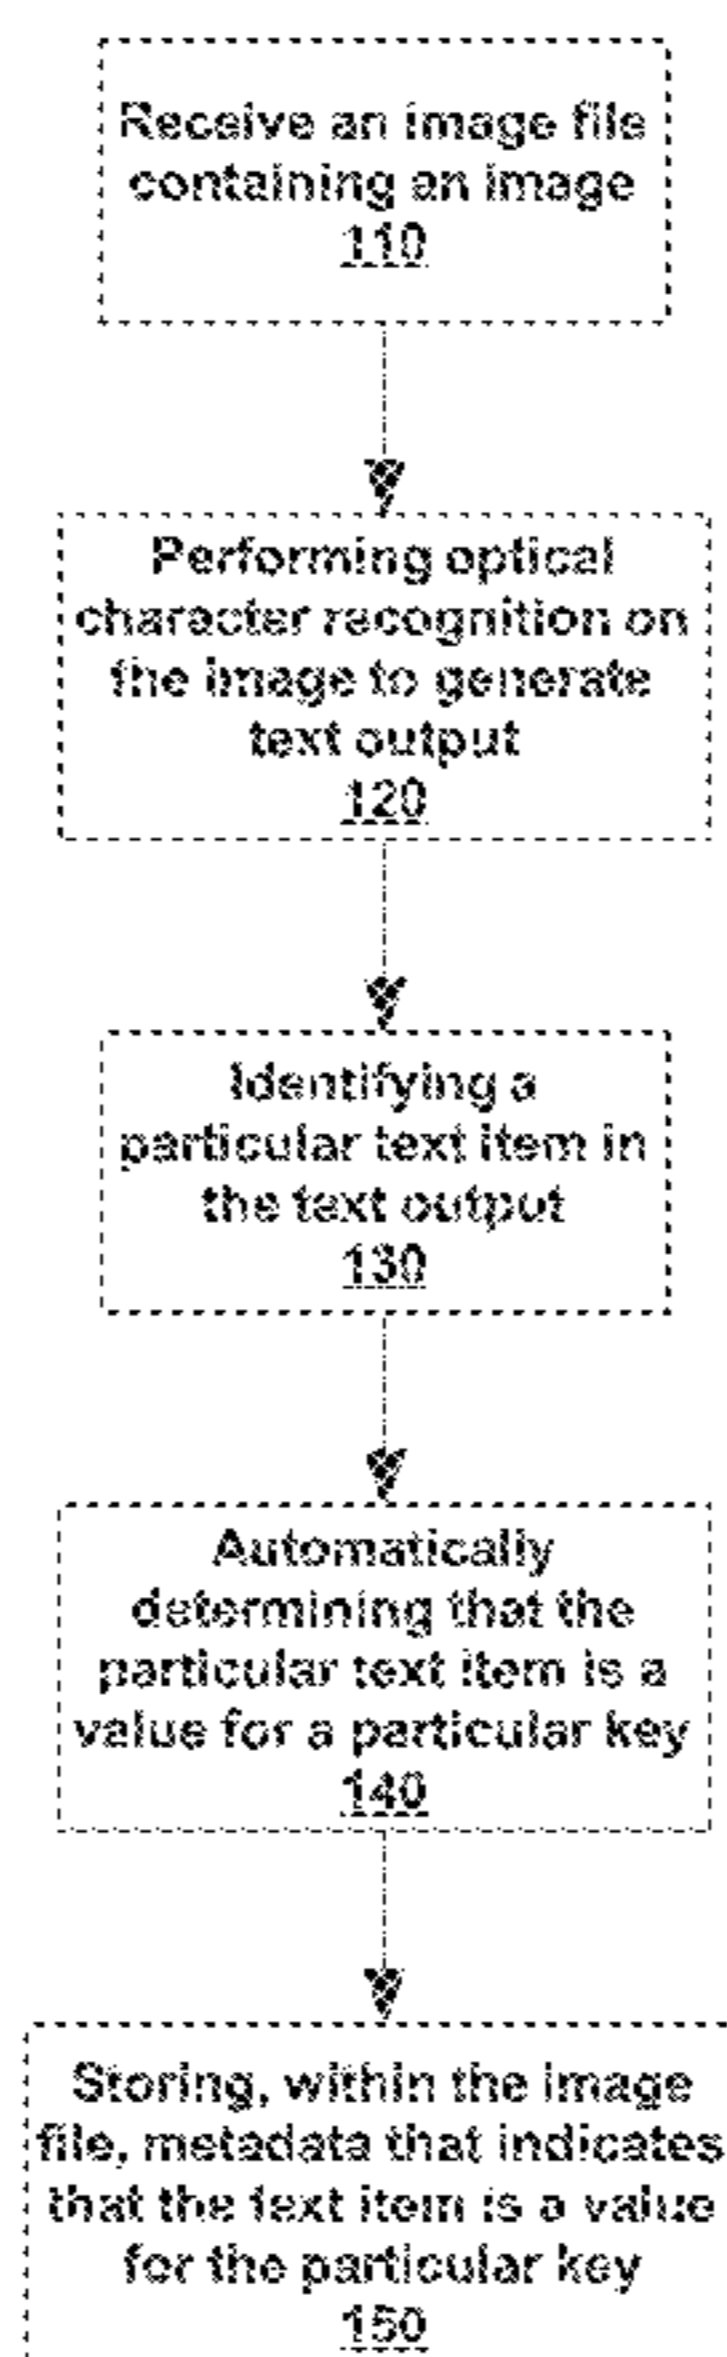 Receive an image file
containing an image
110
Performing optical
character recognition on
the image to generate
text output
120
Identifying a
particular text item in
the text output
130
Automatically
determining that the
particular text item is a
value for a particular key
140
Storing, within the image
file, metadata that indicates
that the text item is a value
for the particular key
150